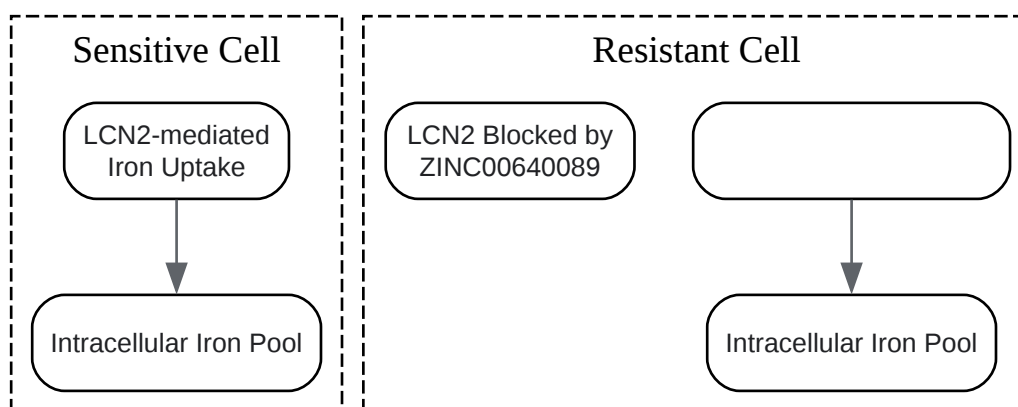 Sensitive Cell
LCN2-mediated
Iron Uptake
Intracellular Iron Pool
Resistant Cell
LCN2 Blocked by
ZINC00640089
Intracellular Iron Pool